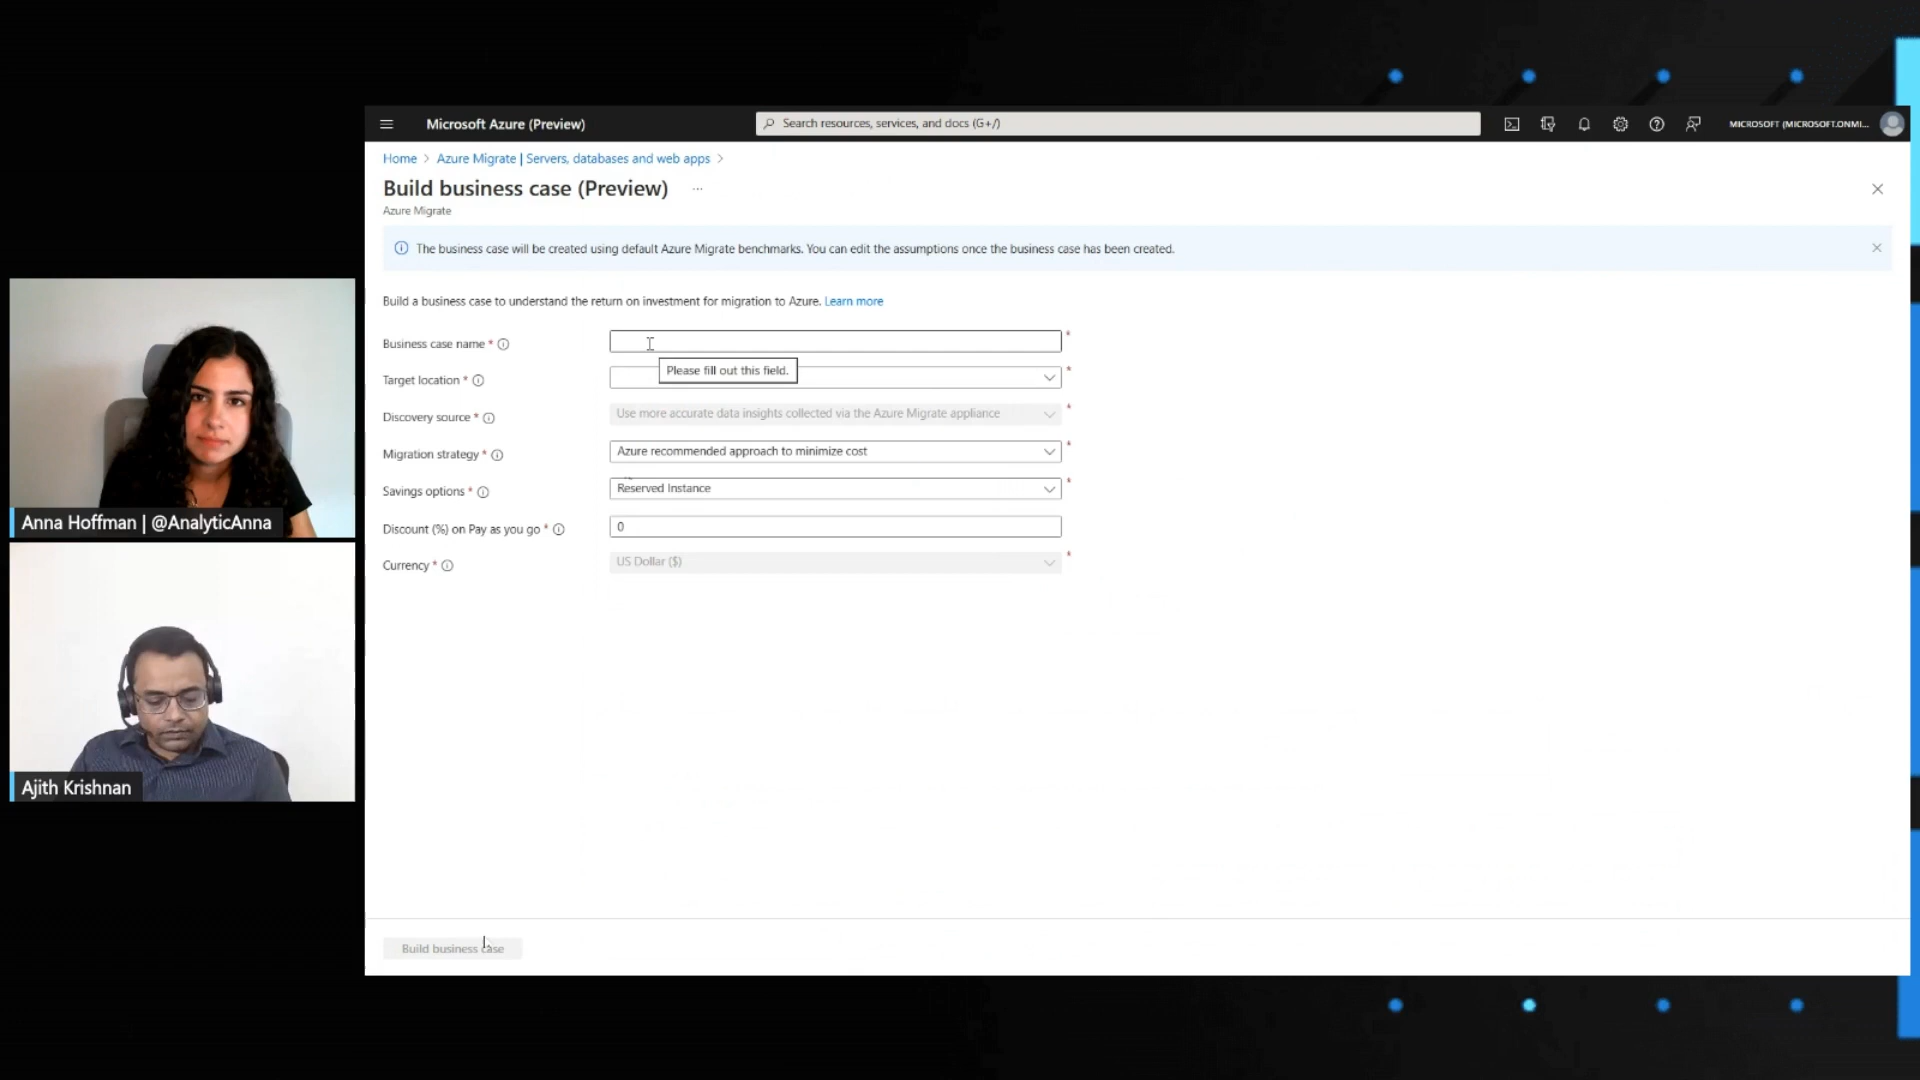 Microsoft Azure (Preview)
Search resources, services, and docs (G+/)
MICROSOFT (MICROSOFT.ONMI...
Home > Azure Migrate | Servers, databases and web apps >
Build business case (Preview) ...
Azure Migrate
The business case will be created using default Azure Migrate benchmarks. You can edit the assumptions once the business case has been created.
Build a business case to understand the return on investment for migration to Azure. Learn more
Business case name *
*
Please fill out this field.
Target location *
*
Discovery source * Use more accurate data insights collected via the Azure Migrate appliance *
Migration strategy * Azure recommended approach to minimize cost *
Savings options * Reserved Instance *
Discount (%) on Pay as you go * 0
Currency * US Dollar ($) *
Build business case
Anna Hoffman | @AnalyticAnna
Ajith Krishnan